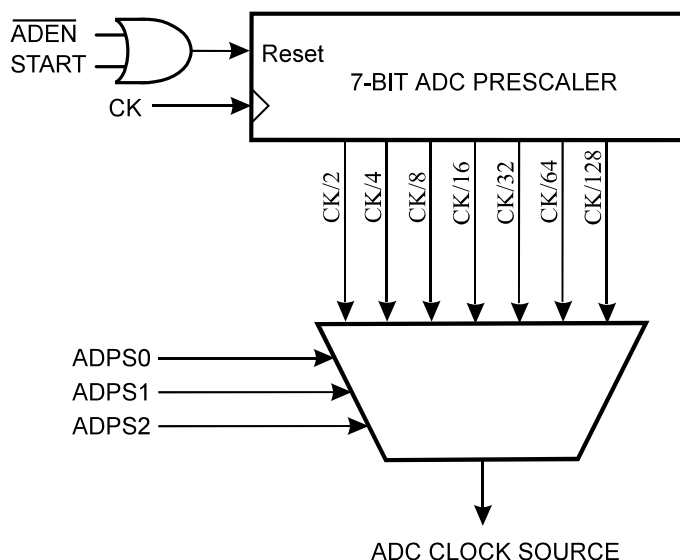 ADEN
START
Reset
7-BIT ADC PRESCALER
CK
CK/2
CK/4
CK/8
CK/16
CK/32
CK/64
CK/128
ADPS0
ADPS1
ADPS2
ADC CLOCK SOURCE